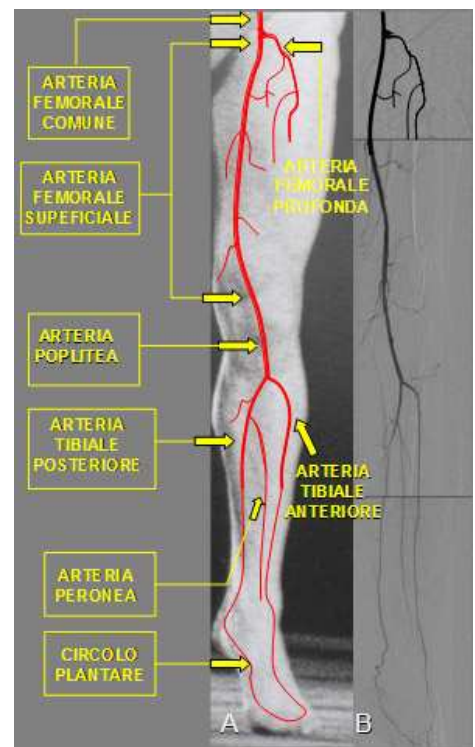 ARTERIA
FEMORALE
COMUNE
ARTERIA
FEMORALE
SUPEFICIALE
ARTERIA
FEMORALE
PROFONDA
ARTERIA
POPLITEA
ARTERIA
TIBIALE
POSTERIORE
ARTERIA
TIBIALE
ANTERIORE
ARTERIA
PERONEA
CIRCOLO
PLANTARE
A
B